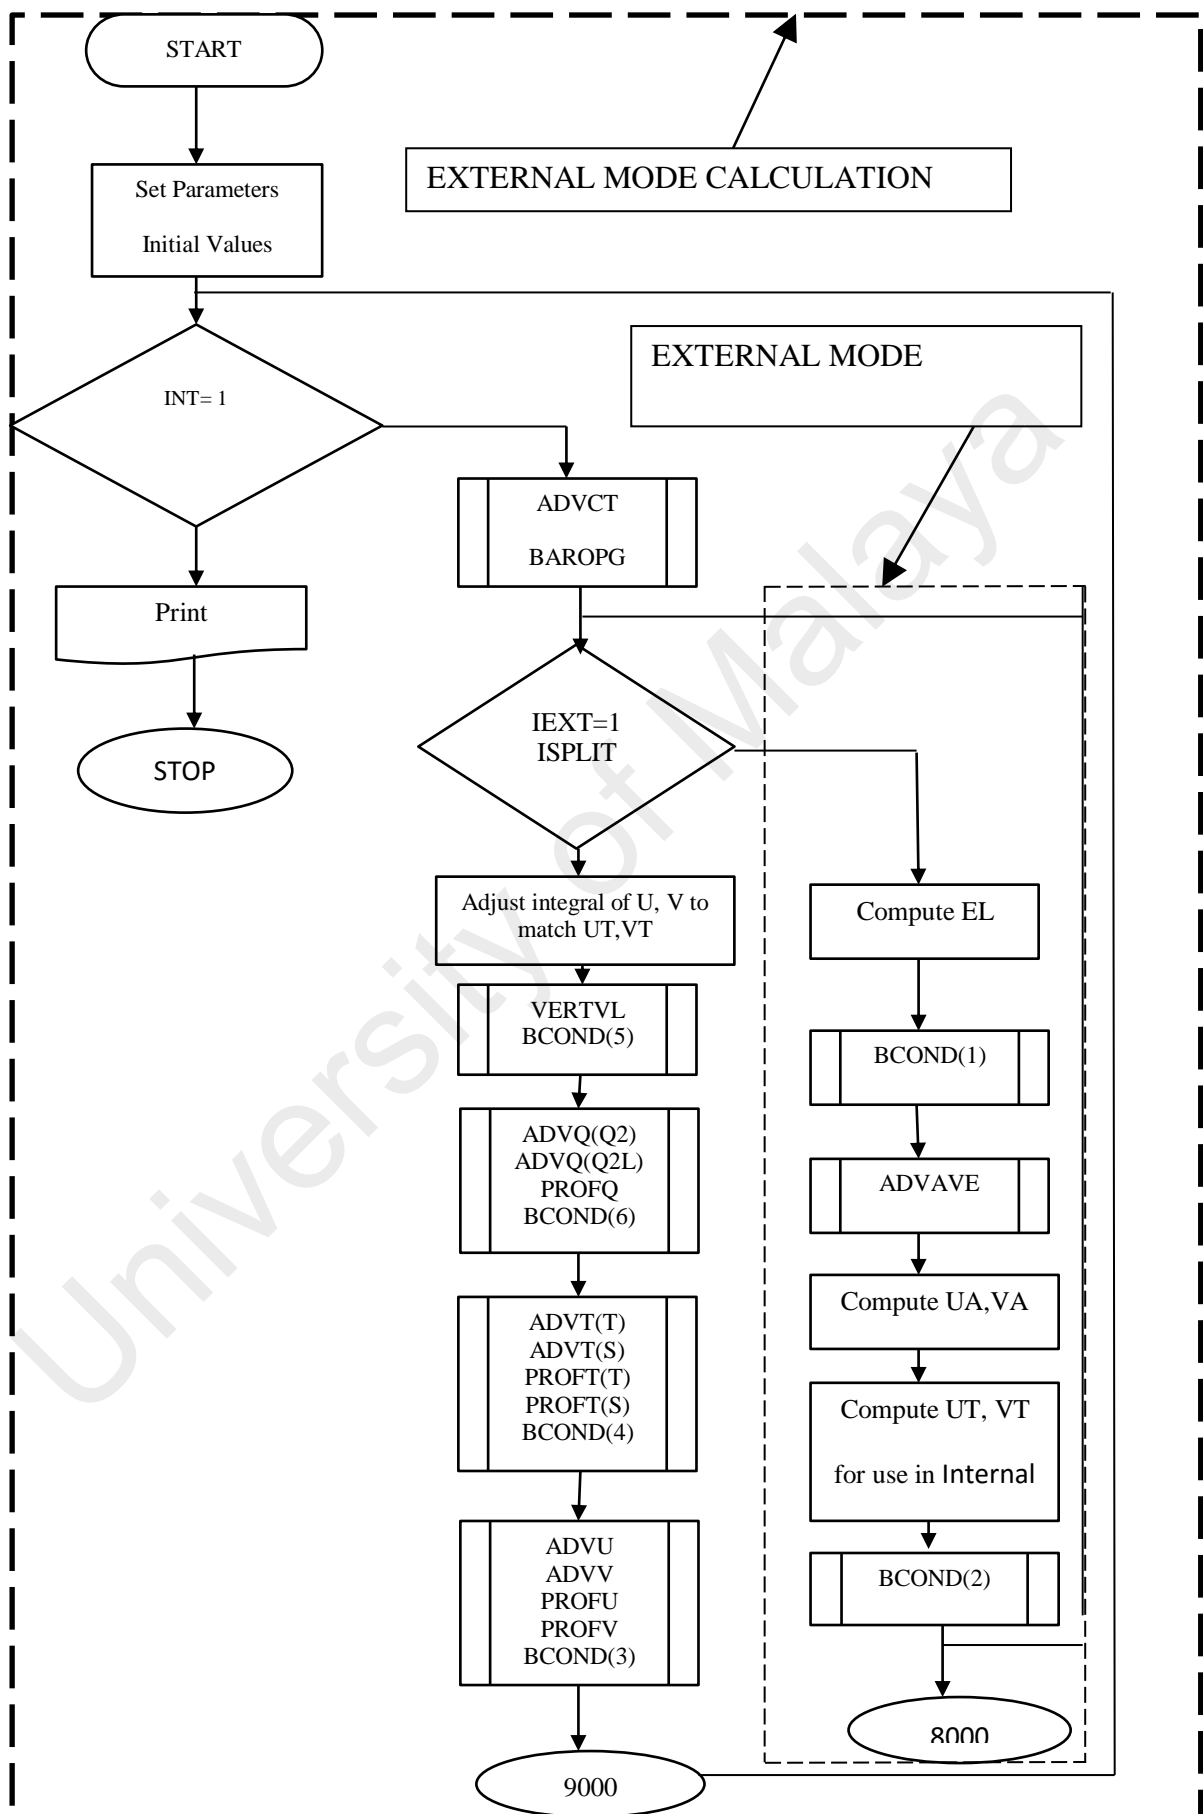 START
Set Parameters
Initial Values
EXTERNAL MODE CALCULATION
EXTERNAL MODE
INT= 1
ADVCT
BAROPG
Print
STOP
IEXT=1
ISPLIT
Adjust integral of U, V to
match UT,VT
VERTVL
BCOND(5)
ADVQ(Q2)
ADVQ(Q2L)
PROFQ
BCOND(6)
ADVT(T)
ADVT(S)
PROFT(T)
PROFT(S)
BCOND(4)
ADVU
ADVV
PROFU
PROFV
BCOND(3)
9000
Compute EL
BCOND(1)
ADVAVE
Compute UA,VA
Compute UT, VT
for use in Internal
BCOND(2)
8000
University of Malaya